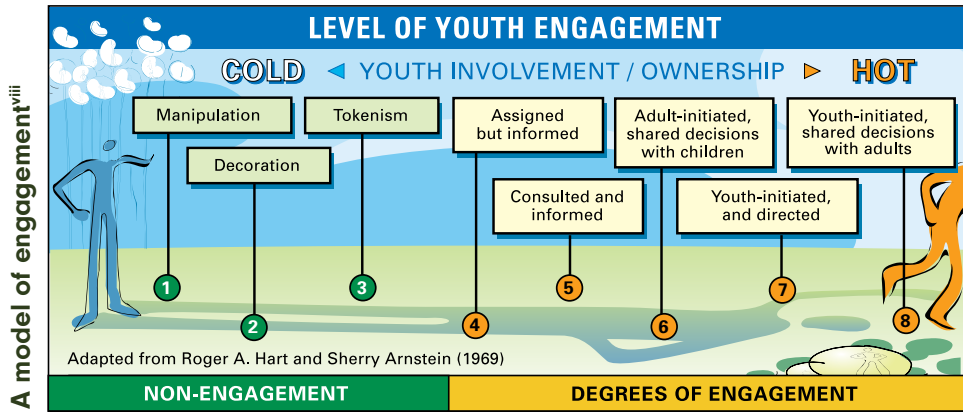 LEVEL OF YOUTH ENGAGEMENT
COLD ◄ YOUTH INVOLVEMENT / OWNERSHIP ► HOT
A model of engagementviii
Manipulation
Decoration
Tokenism
Assigned
but informed
Consulted and
informed
Adult-initiated,
shared decisions
with children
Youth-initiated,
and directed
Youth-initiated,
shared decisions
with adults
1
2
3
4
5
6
7
8
Adapted from Roger A. Hart and Sherry Arnstein (1969)
NON-ENGAGEMENT
DEGREES OF ENGAGEMENT